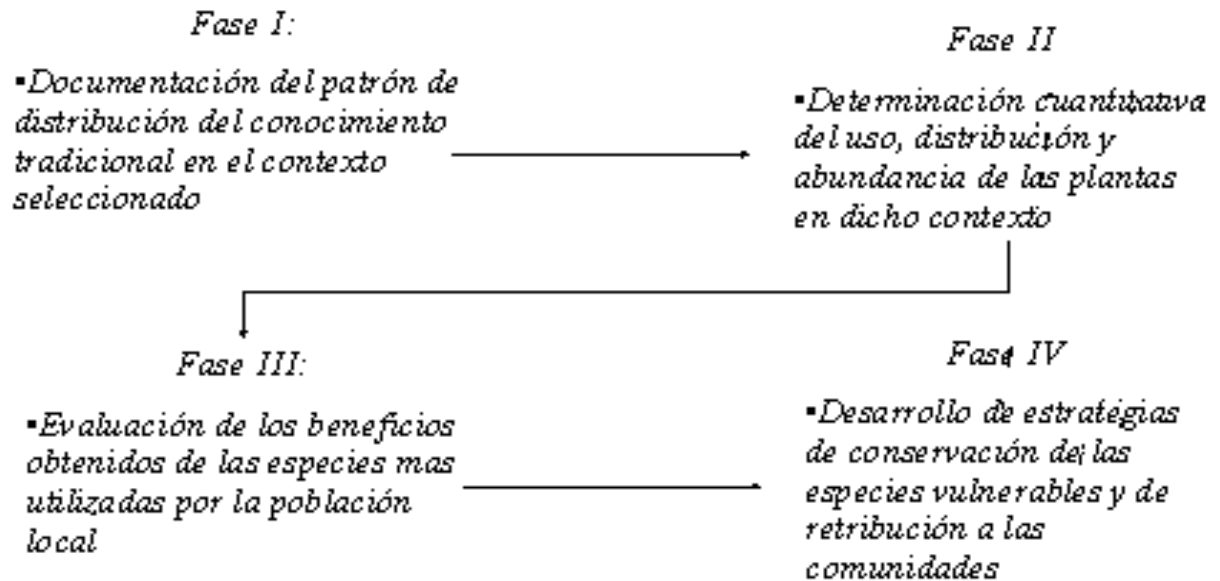 Fase I:
▪Documentación del patrón de
distribución del conocimiento
tradicional en el contexto
seleccionado
Fase II
▪Determinación cuantitativa
del uso, distribución y
abundancia de las plantas
en dicho contexto
Fase III:
▪Evaluación de los beneficios
obtenidos de las especies mas
utilizadas por la población
local
Fase IV
▪Desarrollo de estratégias
de conservación de las
especies vulnerables y de
retribución a las
comunidades